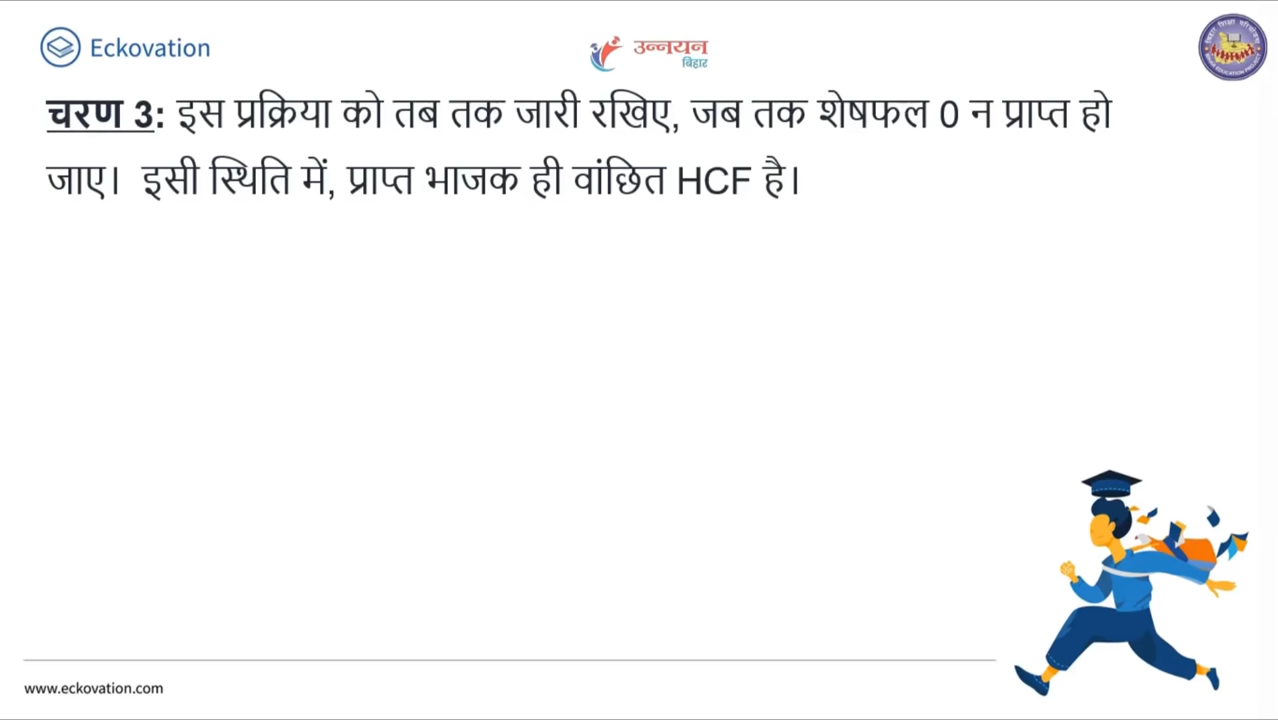 Eckovation
उन्नयन
बिहार
चरण 3: इस प्रक्रिया को तब तक जारी रखिए, जब तक शेषफल 0 न प्राप्त हो
जाए। इसी स्थिति में, प्राप्त भाजक ही वांछित HCF है।
www.eckovation.com